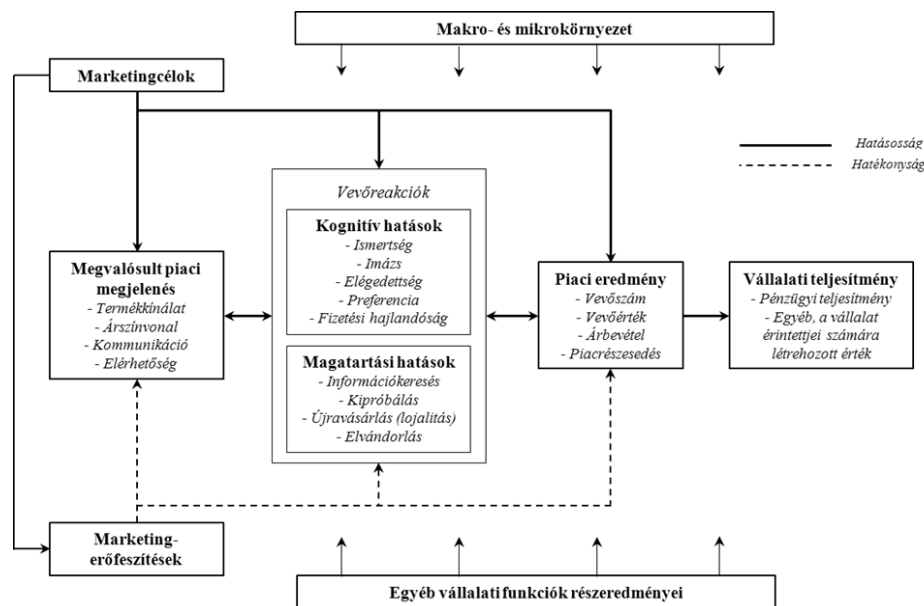 Makro- és mikrokörnyezet
Marketingcélok
Hatásosság
Hatékonyság
Vevőreakciók
Kognitív hatások
- Ismertség
- Imázs
- Elégedettség
- Preferencia
- Fizetési hajlandóság
Megvalósult piaci
megjelenés
- Termékkínálat
- Árszínvonal
- Kommunikáció
- Elérhetőség
Piaci eredmény
- Vevőszám
- Vevőérték
- Árbevétel
- Piacrészesedés
Vállalati teljesítmény
- Pénzügyi teljesítmény
- Egyéb, a vállalat
érintettjei számára
létrehozott érték
Magatartási hatások
- Információkeresés
- Kipróbálás
- Újravásárlás (lojalitás)
- Elvándorlás
Marketing-
erőfeszítések
Egyéb vállalati funkciók részeredményei